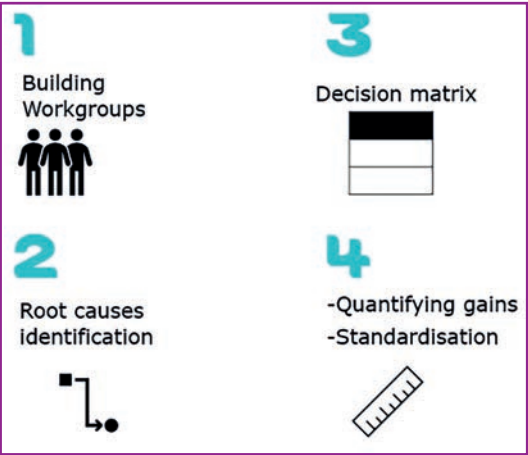 1
Building
Workgroups
2
Root causes
identification
3
Decision matrix
4
-Quantifying gains
-Standardisation